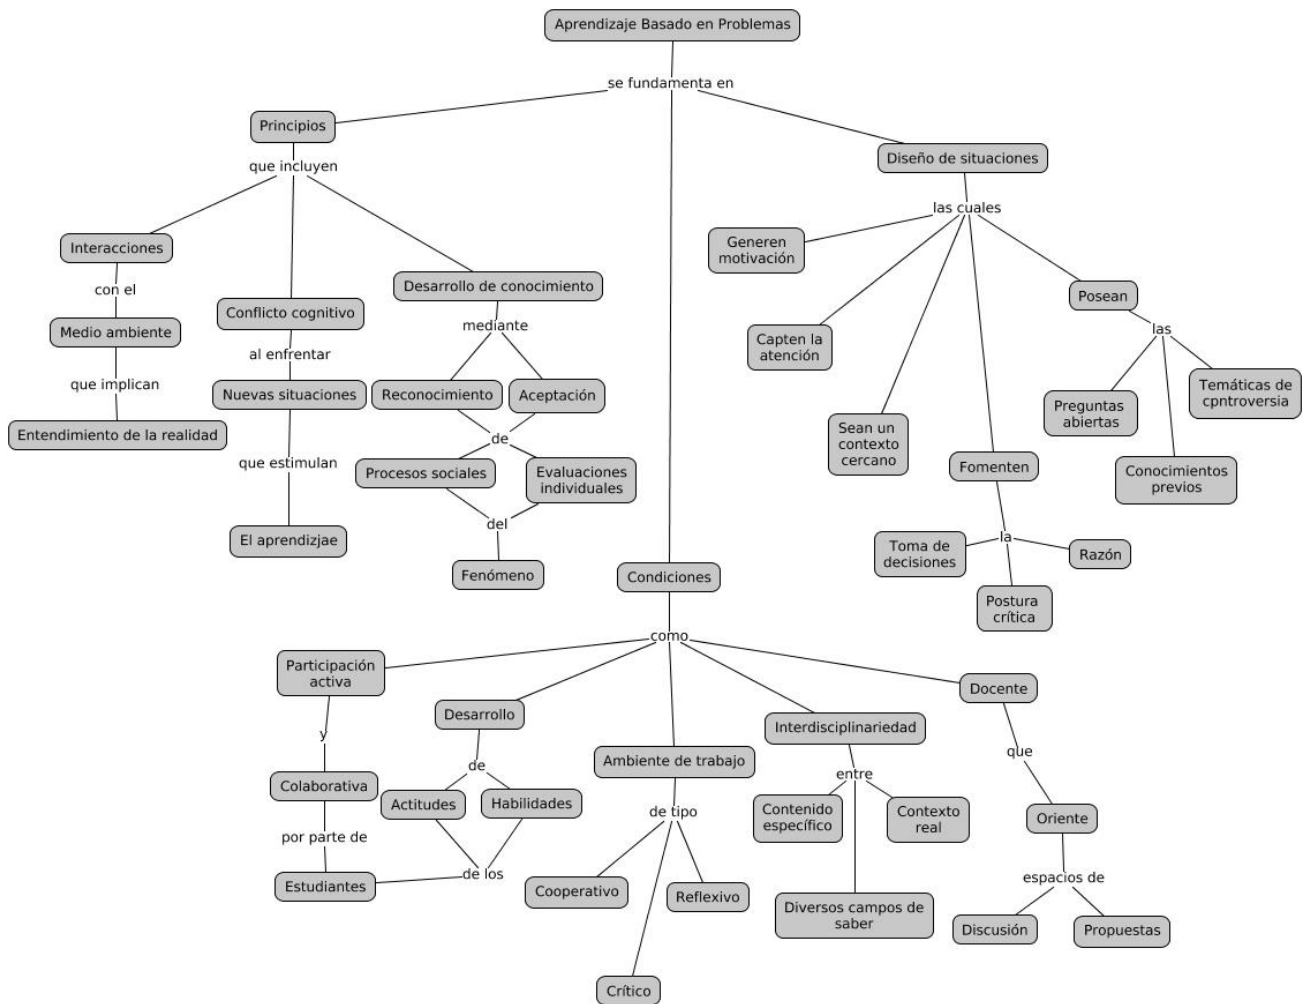 Aprendizaje Basado en Problemas
se fundamenta en
Principios
que incluyen
Diseño de situaciones
las cuales
Interacciones
con el
Medio ambiente
que implican
Entendimiento de la realidad
Conflicto cognitivo
al enfrentar
Nuevas situaciones
que estimulan
El aprendizjae
Desarrollo de conocimiento
mediante
Reconocimiento
Aceptación
de
Procesos sociales
Evaluaciones
individuales
del
Fenómeno
Generen
motivación
Capten la
atención
Sean un
contexto
cercano
Fomenten
la
Toma de
decisiones
Postura
crítica
Razón
Posean
las
Preguntas
abiertas
Conocimientos
previos
Temáticas de
cpntroversia
Condiciones
como
Participación
activa
y
Colaborativa
por parte de
Estudiantes
Desarrollo
de
Actitudes
Habilidades
de los
Ambiente de trabajo
de tipo
Cooperativo
Crítico
Reflexivo
Interdisciplinariedad
entre
Contenido
específico
Diversos campos de
saber
Contexto
real
Docente
que
Oriente
espacios de
Discusión
Propuestas